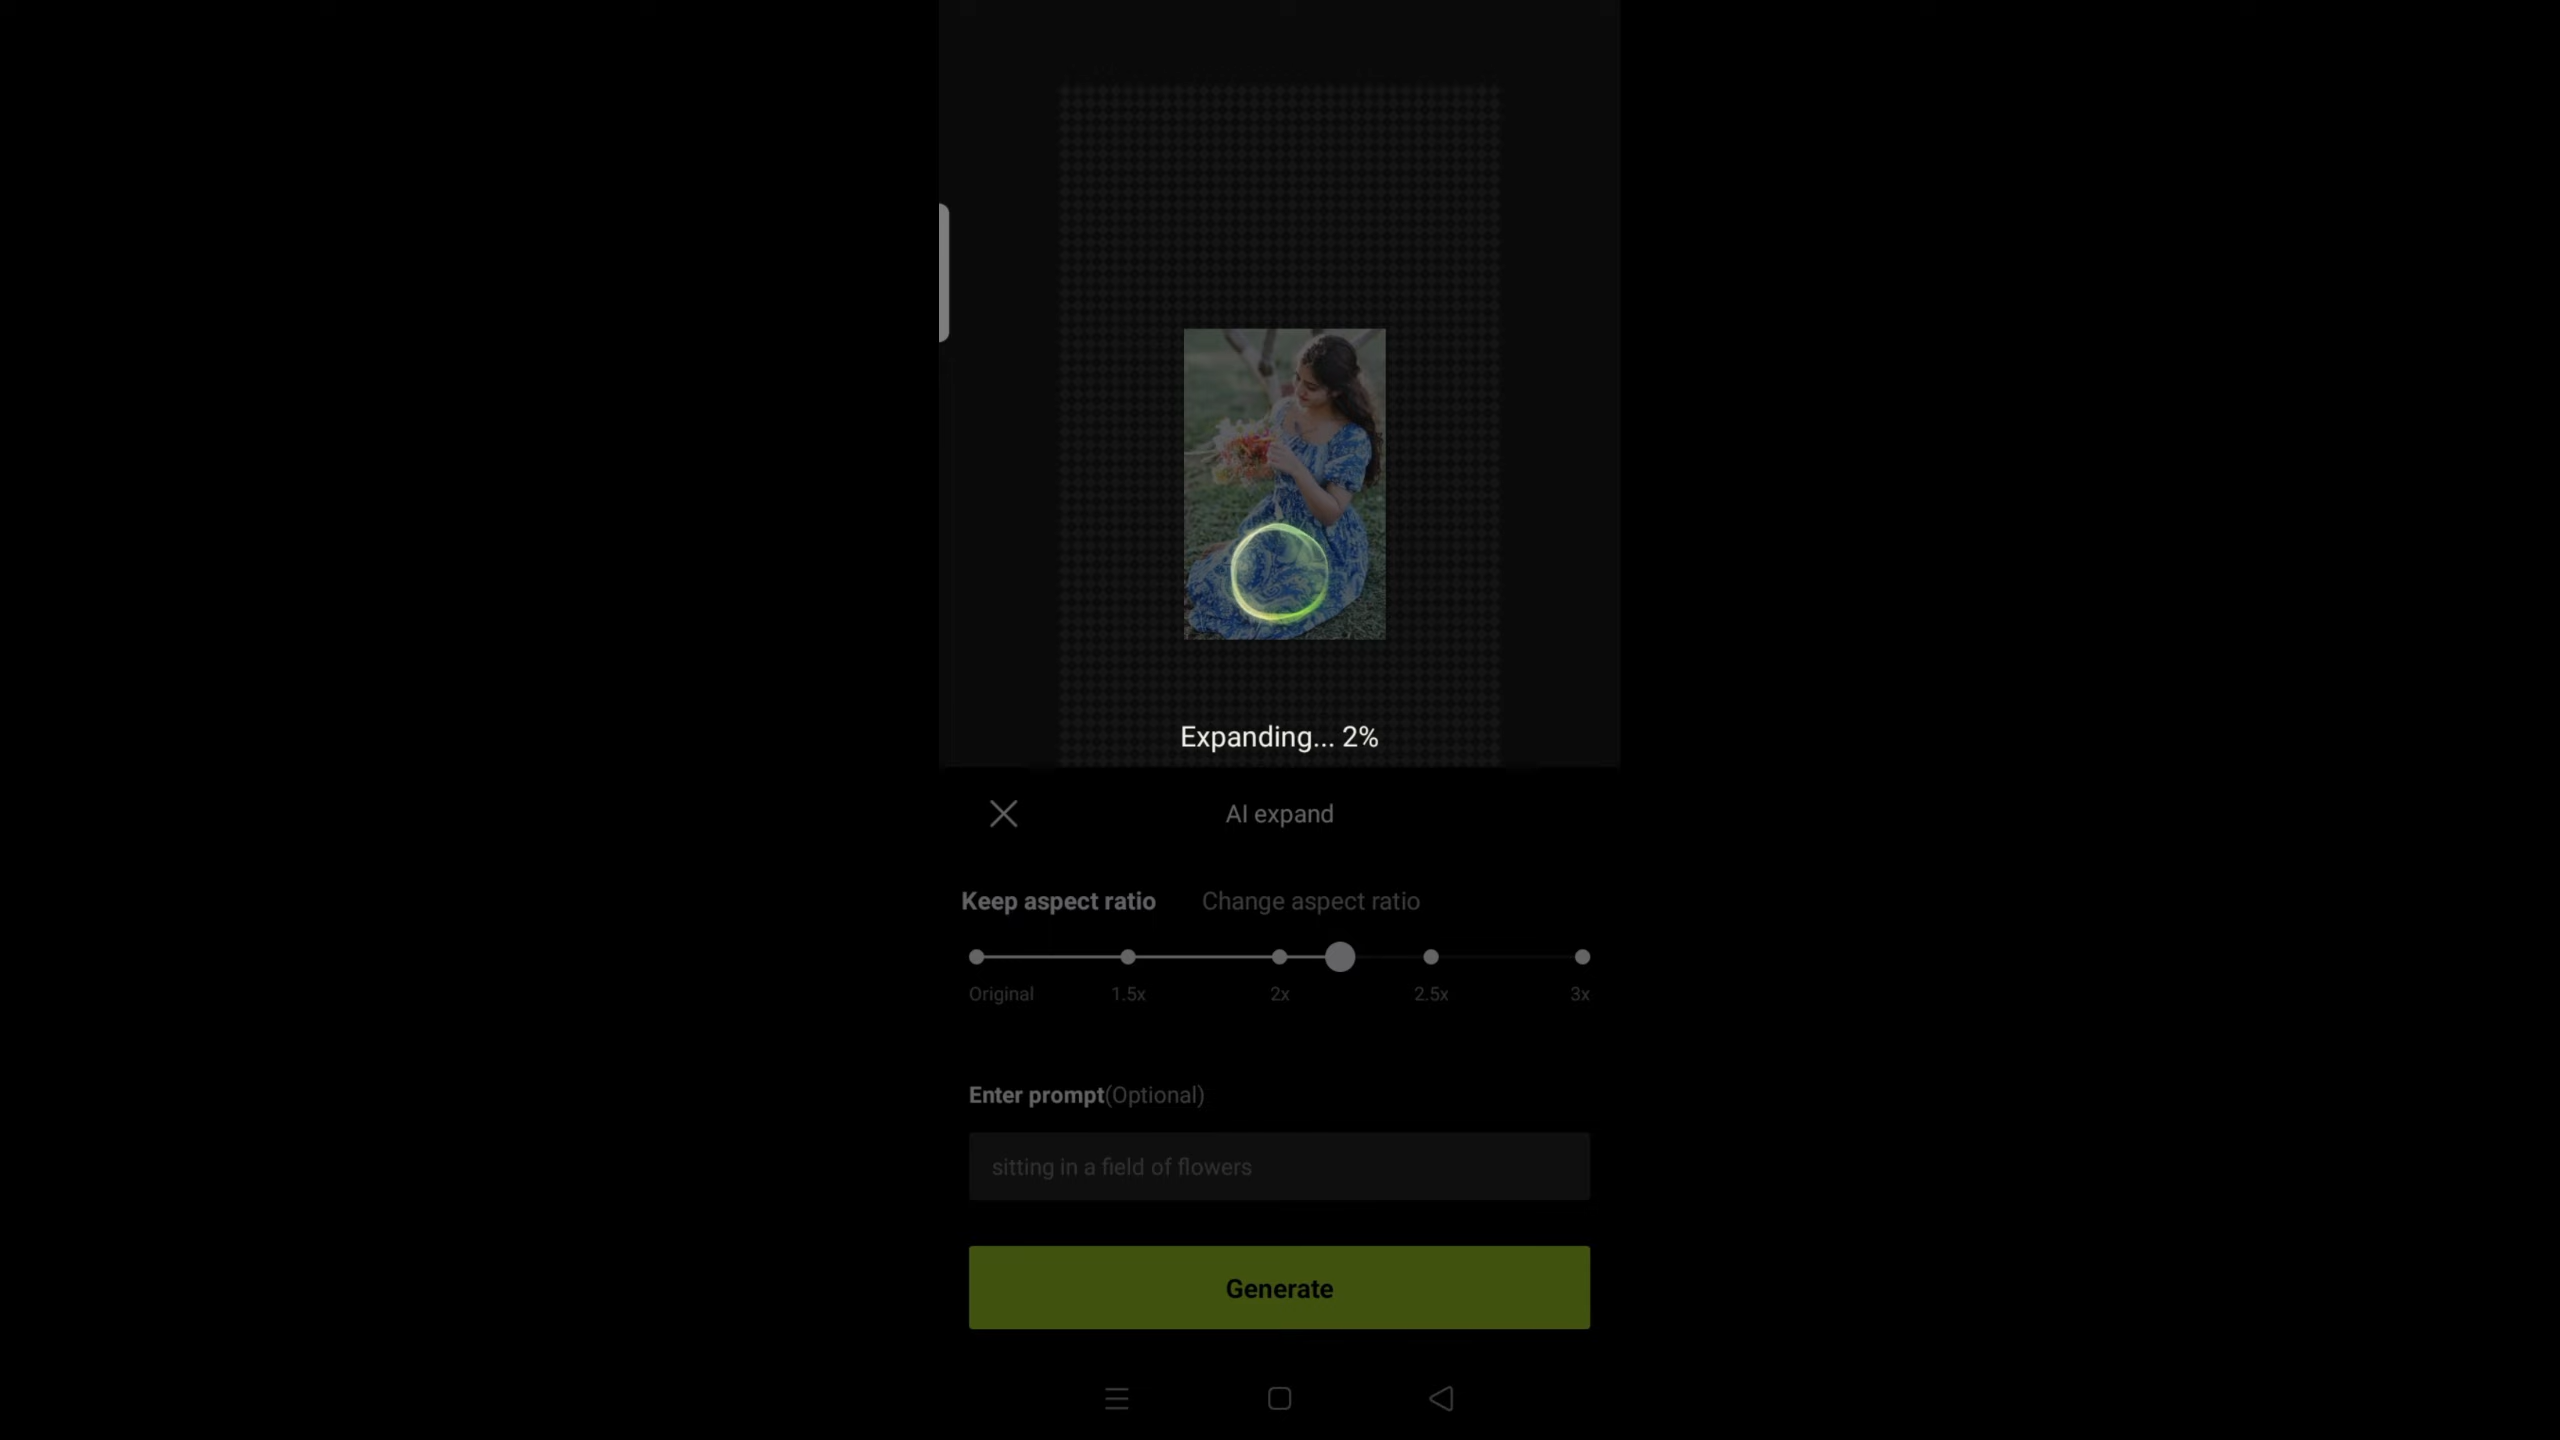 Expanding... 2%
AI expand
Keep aspect ratio Change aspect ratio
Original 1.5x 2x 2.5x 3x
Enter prompt(Optional)
sitting in a field of flowers
Generate